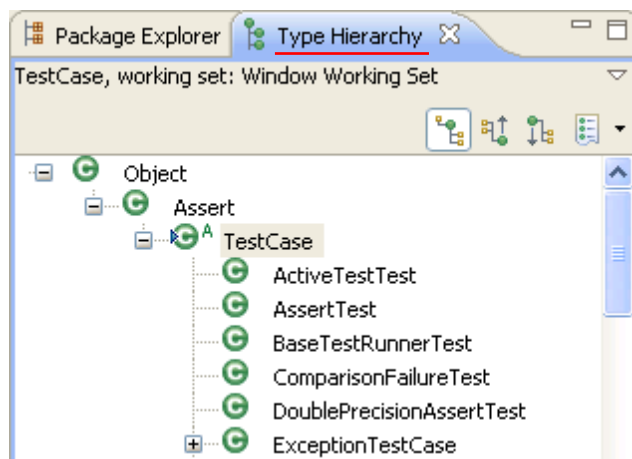 Package Explorer Type Hierarchy
TestCase, working set: Window Working Set
C Object
C Assert
C A TestCase
C ActiveTestTest
C AssertTest
C BaseTestRunnerTest
C ComparisonFailureTest
C DoublePrecisionAssertTest
C ExceptionTestCase